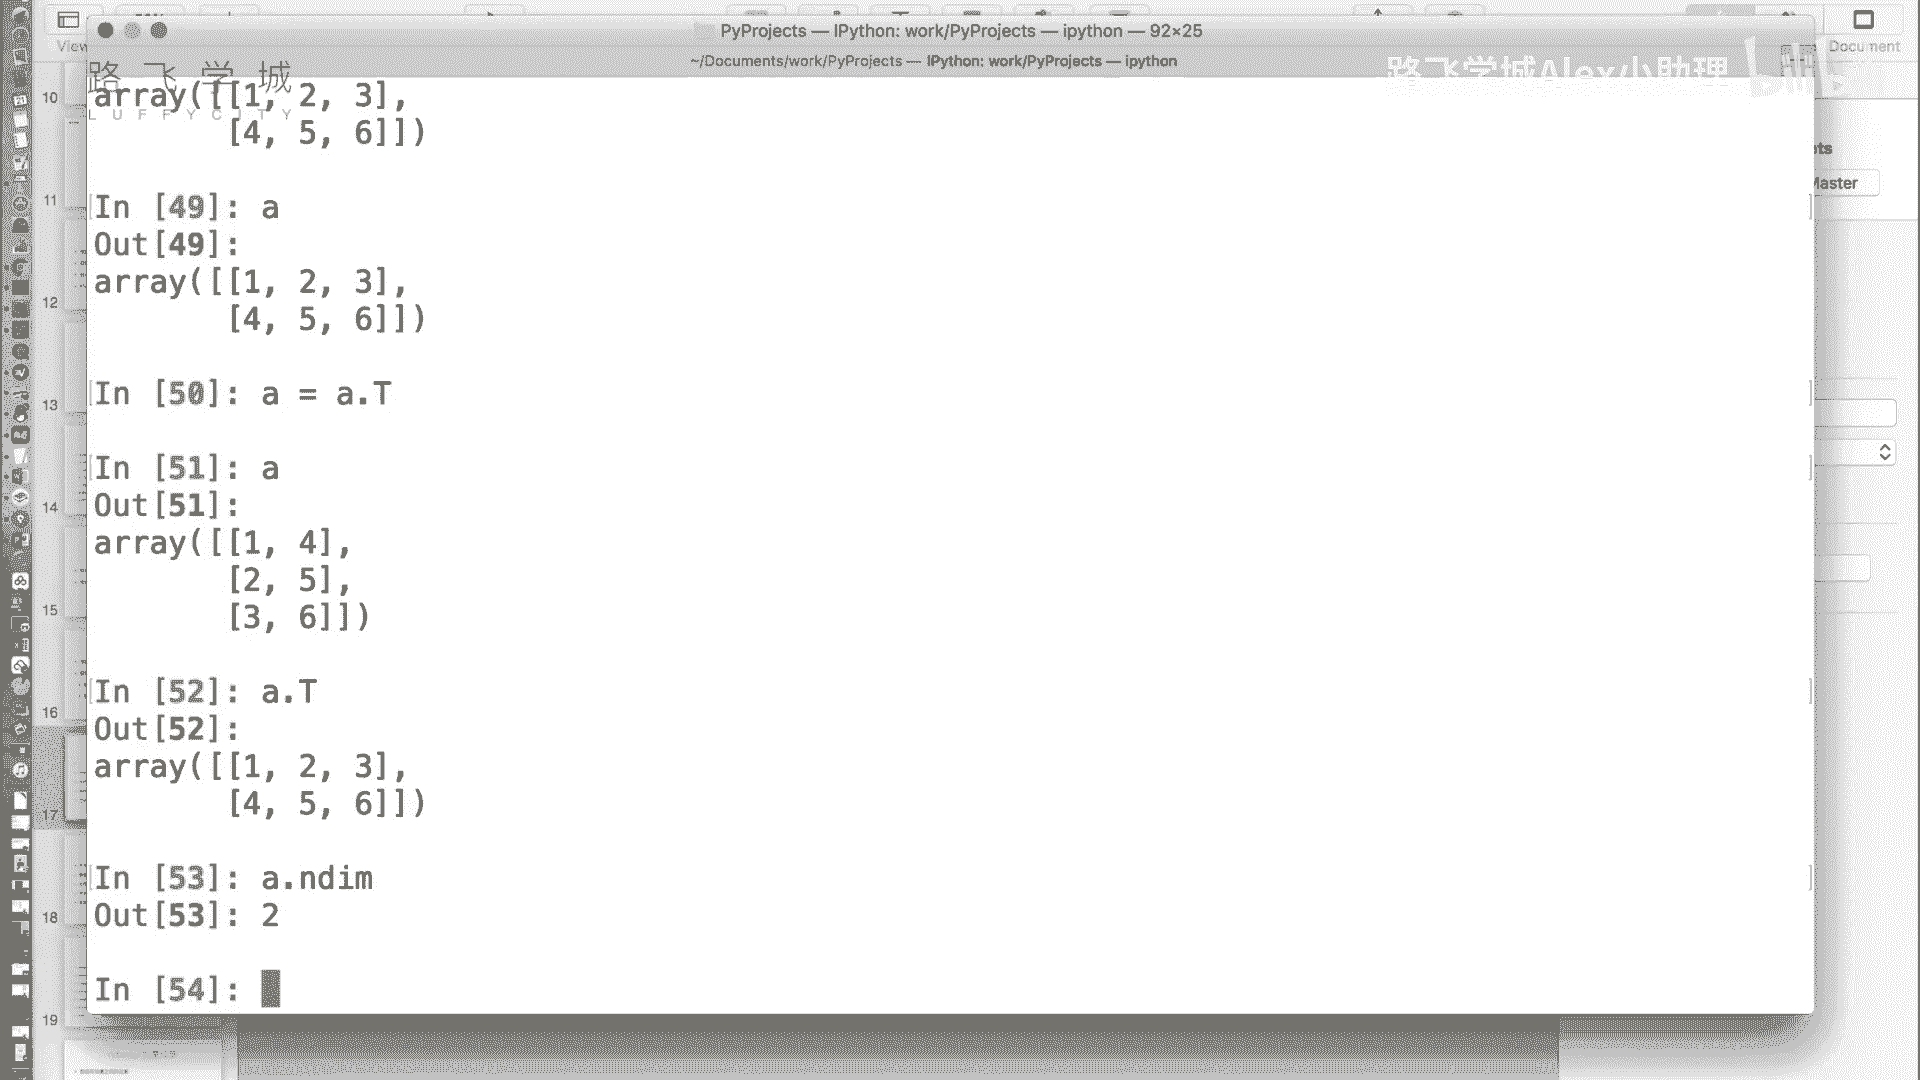 PyProjects — IPython: work/PyProjects — ipython — 92×25
View
Document
~/Documents/work/PyProjects — IPython: work/PyProjects — ipython
路飞学城
LUFFYCITY
路飞学城Alex小助理
array([[1, 2, 3],
[4, 5, 6]])
In [49]: a
Out[49]:
array([[1, 2, 3],
[4, 5, 6]])
In [50]: a = a.T
In [51]: a
Out[51]:
array([[1, 4],
[2, 5],
[3, 6]])
In [52]: a.T
Out[52]:
array([[1, 2, 3],
[4, 5, 6]])
In [53]: a.ndim
Out[53]: 2
In [54]:
10
11
12
13
14
15
16
17
18
19